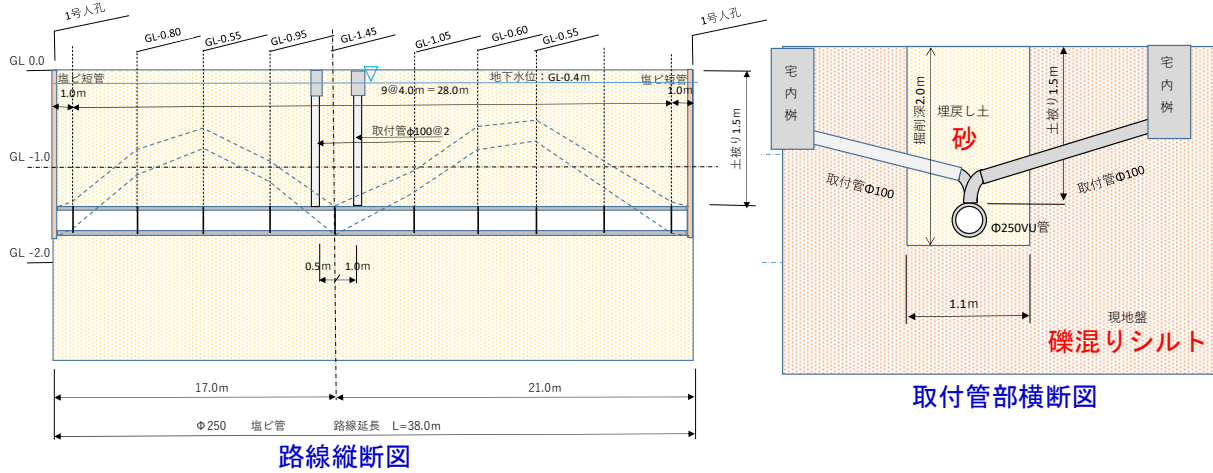 1号人孔
1号人孔
GL-0.80
GL-0.55
GL-0.95
GL-1.45
GL-1.05
GL-0.60
GL-0.55
GL 0.0
塩ビ短管
1.0m
地下水位：GL-0.4m
9@4.0m＝28.0m
塩ビ短管
1.0m
取付管φ100@2
土被り1.5m
GL -1.0
GL -2.0
0.5m
1.0m
17.0m
21.0m
Φ250 塩ビ管 路線延長 L=38.0m
路線縦断図
宅内桝
掘削深2.0m
埋戻し土
砂
土被り1.5m
宅内桝
取付管Φ100
取付管Φ100
Φ250VU管
1.1m
現地盤
礫混りシルト
取付管部横断図